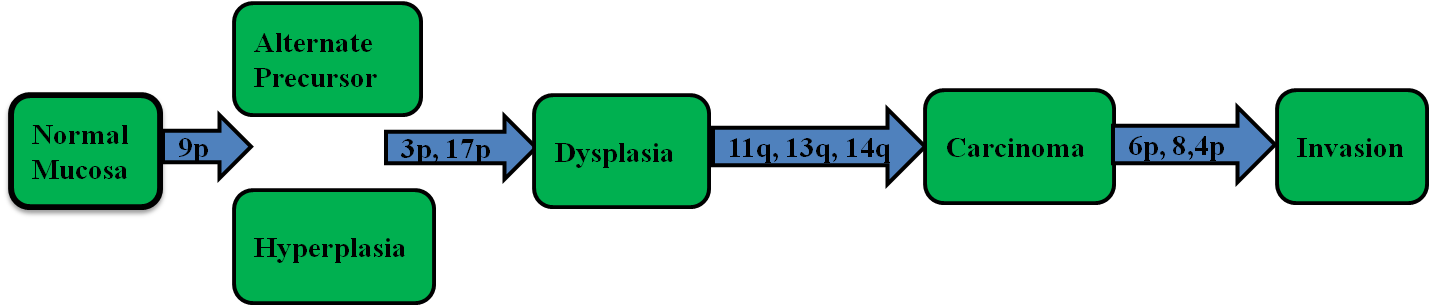 Normal
Mucosa
9p
Alternate
Precursor
Hyperplasia
3p, 17p
Dysplasia
11q, 13q, 14q
Carcinoma
6p, 8,4p
Invasion